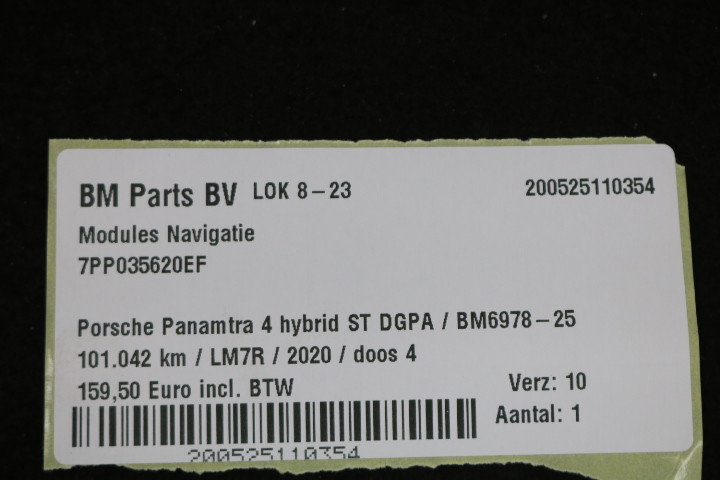 BM Parts BV LOK 8-23 200525110354
Modules Navigatie
7PP035620EF
Porsche Panamtra 4 hybrid ST DGPA / BM6978-25
101.042 km / LM7R / 2020 / doos 4
159,50 Euro incl. BTW Verz: 10
Aantal: 1
200525110354